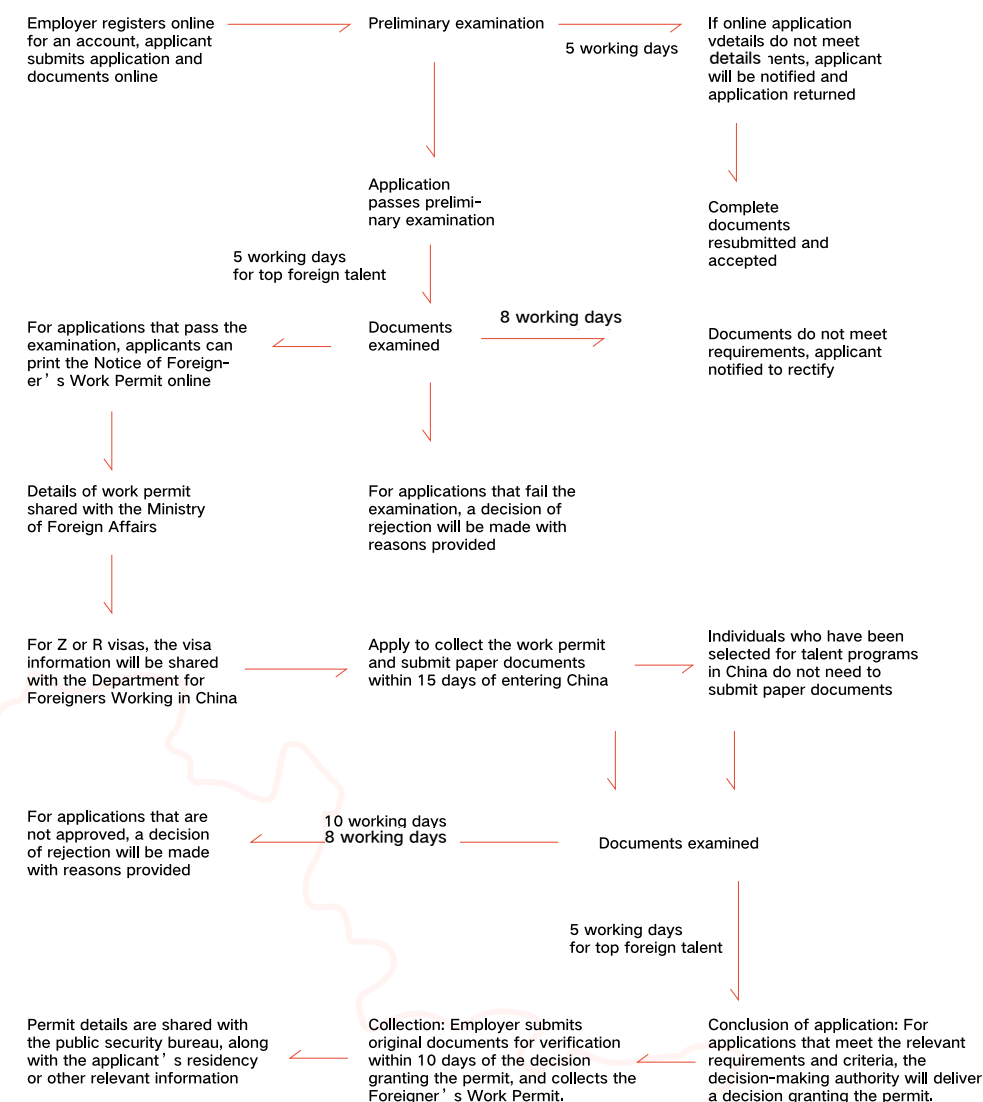 Employer registers online
for an account, applicant
submits application and
documents online
Preliminary examination
5 working days
If online application
vdetails do not meet
details ents, applicant
will be notified and
application returned
Application
passes prelimi-
nary examination
Complete
documents
resubmitted and
accepted
5 working days
for top foreign talent
For applications that pass the
examination, applicants can
print the Notice of Foreign-
er’s Work Permit online
Documents
examined
8 working days
Documents do not meet
requirements, applicant
notified to rectify
Details of work permit
shared with the Ministry
of Foreign Affairs
For applications that fail the
examination, a decision of
rejection will be made with
reasons provided
For Z or R visas, the visa
information will be shared
with the Department for
Foreigners Working in China
Apply to collect the work permit
and submit paper documents
within 15 days of entering China
Individuals who have been
selected for talent programs
in China do not need to
submit paper documents
For applications that are
not approved, a decision
of rejection will be made
with reasons provided
10 working days
8 working days
Documents examined
5 working days
for top foreign talent
Permit details are shared with
the public security bureau, along
with the applicant’s residency
or other relevant information
Collection: Employer submits
original documents for verification
within 10 days of the decision
granting the permit, and collects the
Foreigner’s Work Permit.
Conclusion of application: For
applications that meet the relevant
requirements and criteria, the
decision-making authority will deliver
a decision granting the permit.